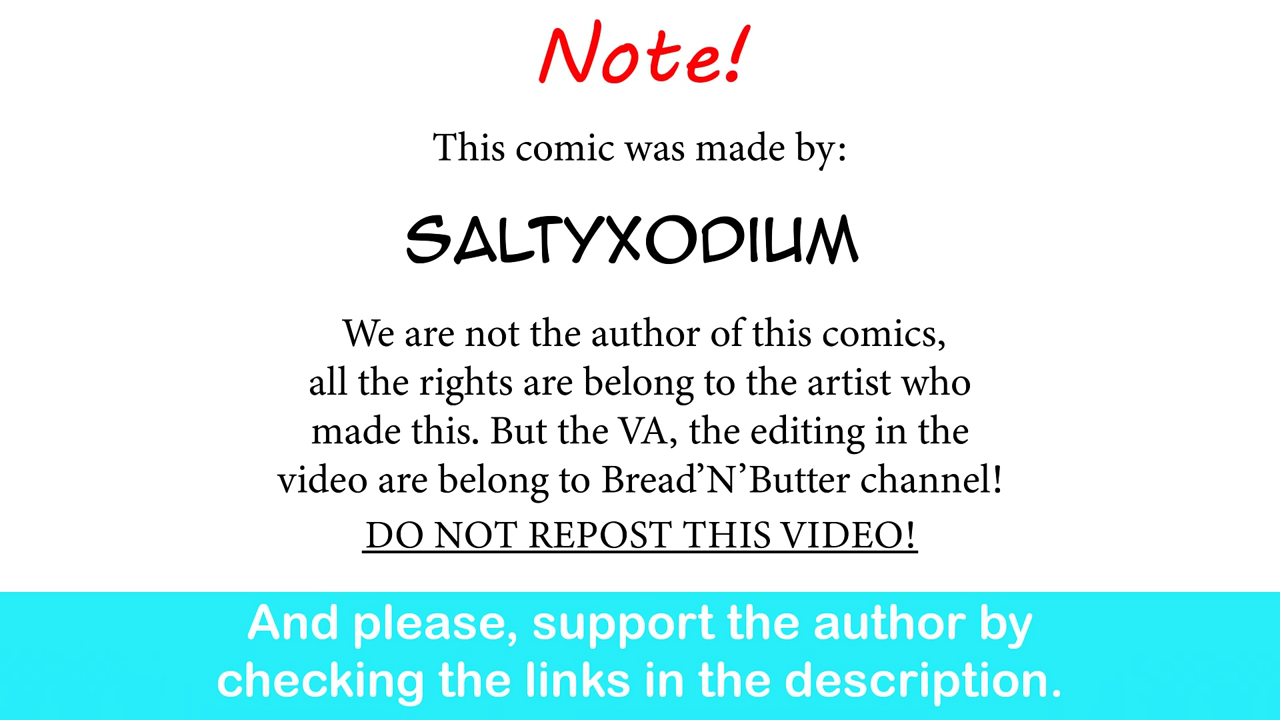 Note!
This comic was made by:
SALTYXODIUM
We are not the author of this comics,
all the rights are belong to the artist who
made this. But the VA, the editing in the
video are belong to Bread’N’Butter channel!
DO NOT REPOST THIS VIDEO!
And please, support the author by
checking the links in the description.